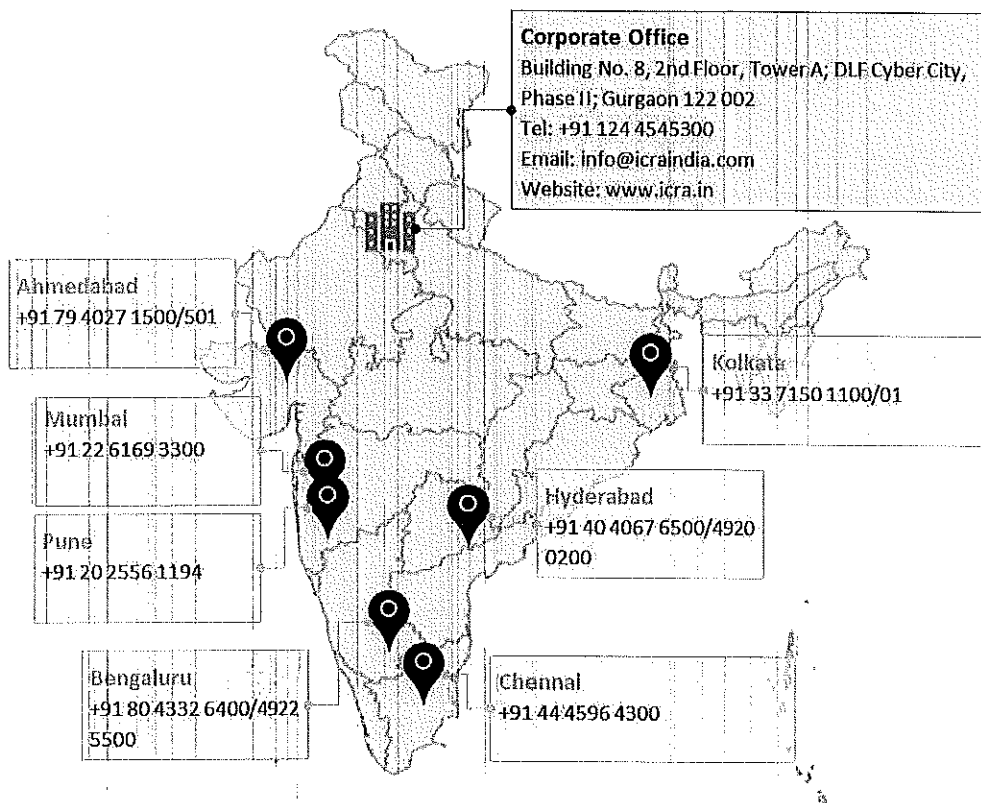 Corporate Office
Building No. 8, 2nd Floor, Tower A; DLF Cyber City,
Phase II; Gurgaon 122 002
Tel: +91 124 4545300
Email: info@icraindia.com
Website: www.icra.in
Ahmedabad
+91 79 4027 1500/501
Kolkata
+91 33 7150 1100/01
Mumbai
+91 22 6169 3300
Hyderabad
+91 40 4067 6500/4920
0200
Pune
+91 20 2556 1194
Bengaluru
+91 80 4332 6400/4922
5500
Chennai
+91 44 4596 4300